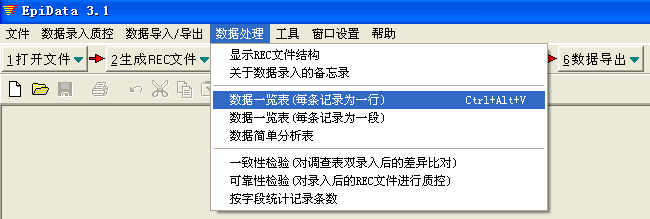 EpiData 3.1
文件 数据录入质控 数据导入/导出 数据处理 工具 窗口设置 帮助
1打开文件 2生成REC文件 6数据导出
显示REC文件结构
关于数据录入的备忘录
数据一览表(每条记录为一行) Ctrl+Alt+V
数据一览表(每条记录为一段)
数据简单分析表
一致性检验(对调查表双录入后的差异比对)
可靠性检验(对录入后的REC文件进行质控)
按字段统计记录条数